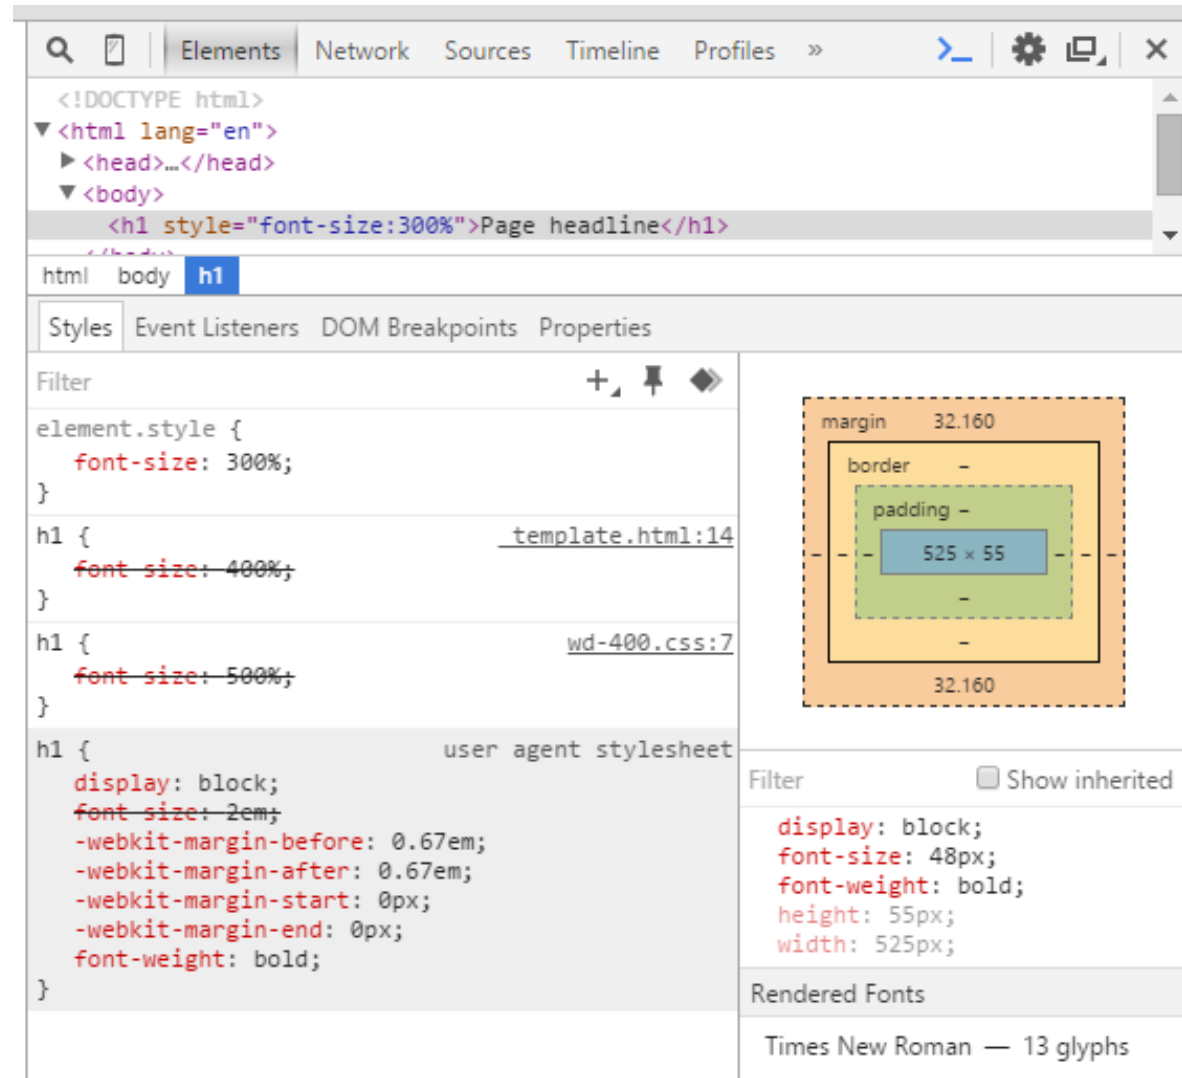 Elements Network Sources Timeline Profiles »
<!DOCTYPE html>
▼<html lang="en">
▶<head>…</head>
▼<body>
<h1 style="font-size:300%">Page headline</h1>
</body>
html body h1
Styles Event Listeners DOM Breakpoints Properties
Filter
element.style {
font-size: 300%;
}
h1 { _template.html:14
font-size: 400%;
}
h1 { wd-400.css:7
font-size: 500%;
}
h1 { user agent stylesheet
display: block;
font-size: 2em;
-webkit-margin-before: 0.67em;
-webkit-margin-after: 0.67em;
-webkit-margin-start: 0px;
-webkit-margin-end: 0px;
font-weight: bold;
}
margin 32.160
border –
padding –
– – – 525 × 55 – – –
–
–
32.160
Filter Show inherited
display: block;
font-size: 48px;
font-weight: bold;
height: 55px;
width: 525px;
Rendered Fonts
Times New Roman — 13 glyphs